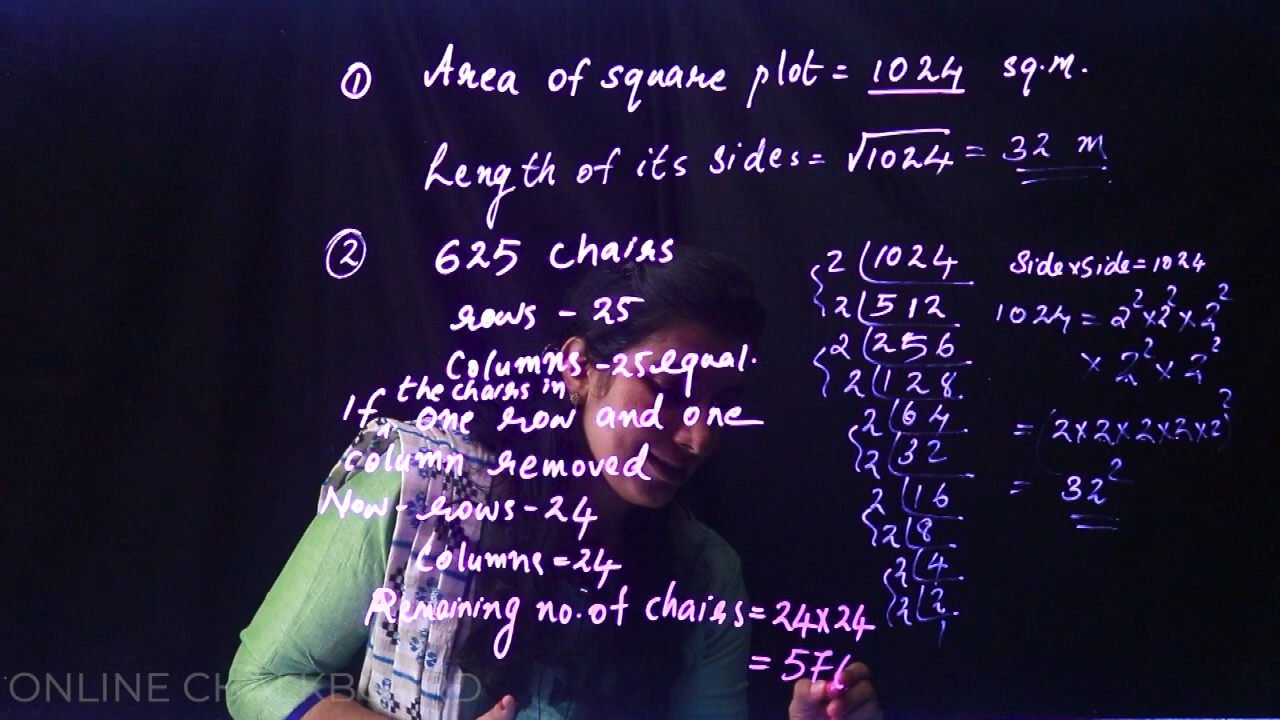 ① Area of square plot = 1024 sq.m.
Length of its sides = √1024 = 32 m
② 625 chairs
rows - 25
columns - 25 equal.
the chairs in
If ‸ one row and one
column removed
Now - rows - 24
columns = 24
Remaining no. of chairs = 24×24
= 576
2 | 1024
2 | 512
2 | 256
2 | 128
2 | 64
2 | 32
2 | 16
2 | 8
2 | 4
2 | 2
1
Side×Side = 1024
1024 = 2²×2²×2²
× 2² × 2²
= (2×2×2×2×2)²
= 32²
ONLINE CHALKBOARD